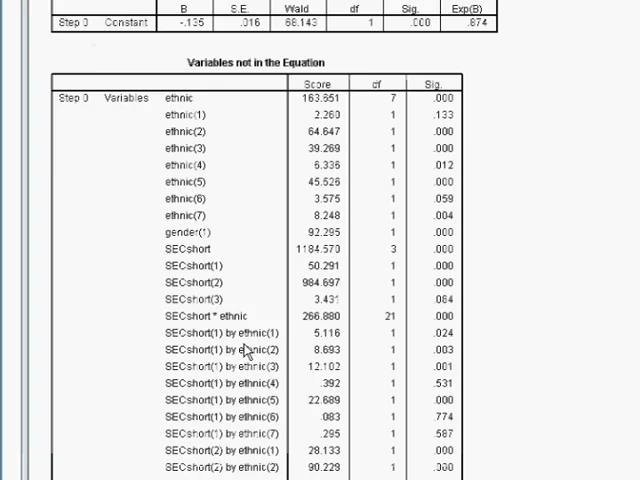 B S.E. Wald df Sig. Exp(B)
Step 0 Constant -.135 .016 68.143 1 .000 .874
Variables not in the Equation
Score df Sig.
Step 0 Variables ethnic 163.651 7 .000
ethnic(1) 2.260 1 .133
ethnic(2) 64.647 1 .000
ethnic(3) 39.269 1 .000
ethnic(4) 6.336 1 .012
ethnic(5) 45.526 1 .000
ethnic(6) 3.575 1 .059
ethnic(7) 8.248 1 .004
gender(1) 92.295 1 .000
SECshort 1184.570 3 .000
SECshort(1) 50.291 1 .000
SECshort(2) 984.697 1 .000
SECshort(3) 3.431 1 .064
SECshort * ethnic 266.880 21 .000
SECshort(1) by ethnic(1) 5.116 1 .024
SECshort(1) by ethnic(2) 8.693 1 .003
SECshort(1) by ethnic(3) 12.102 1 .001
SECshort(1) by ethnic(4) .392 1 .531
SECshort(1) by ethnic(5) 22.689 1 .000
SECshort(1) by ethnic(6) .083 1 .774
SECshort(1) by ethnic(7) .295 1 .587
SECshort(2) by ethnic(1) 28.133 1 .000
SECshort(2) by ethnic(2) 90.229 1 .000